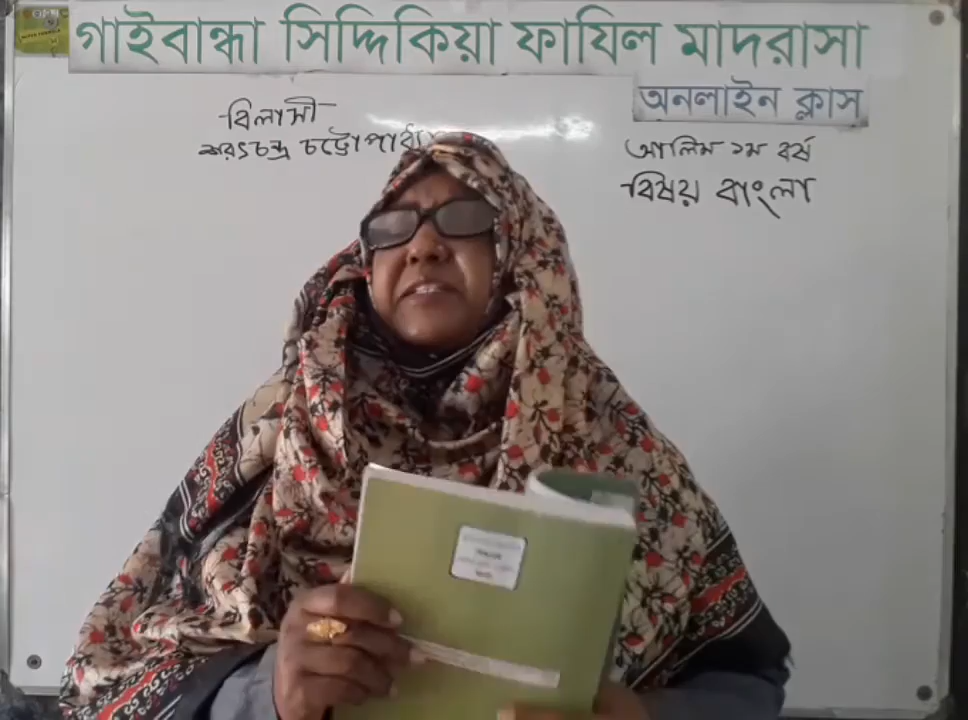 গাইবান্ধা সিদ্দিকিয়া ফাযিল মাদরাসা
অনলাইন ক্লাস
বিলাসী
শরৎচন্দ্র চট্টোপাধ্যা
আলিম ১ম বর্ষ
বিষয় বাংলা